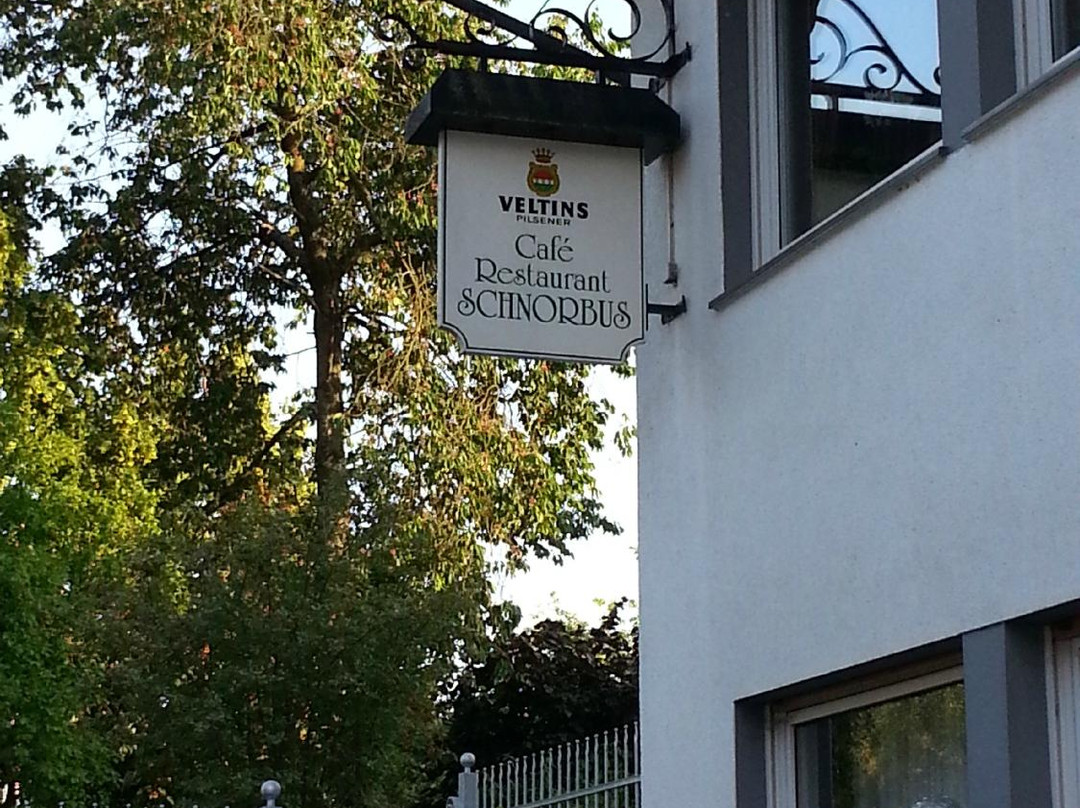 VELTINS
PILSENER
Café
Restaurant
SCHNORBUS